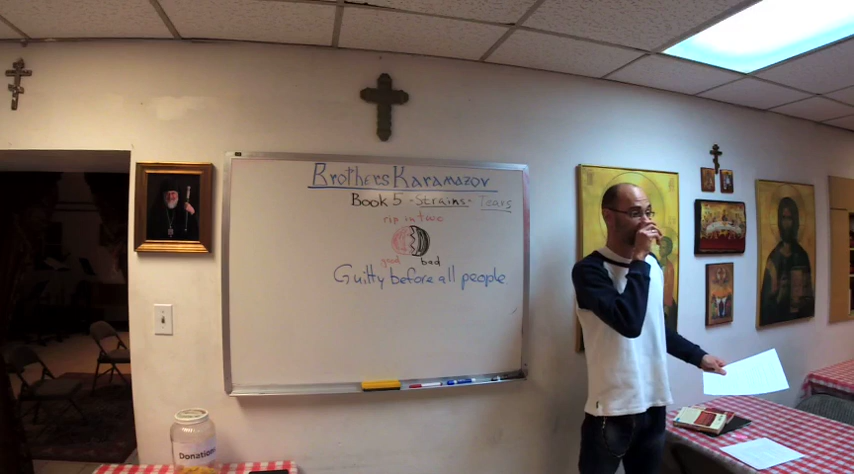 Brothers Karamazov
Book 5 - Strains - Tears
rip in two
good bad
Guilty before all people
Donations